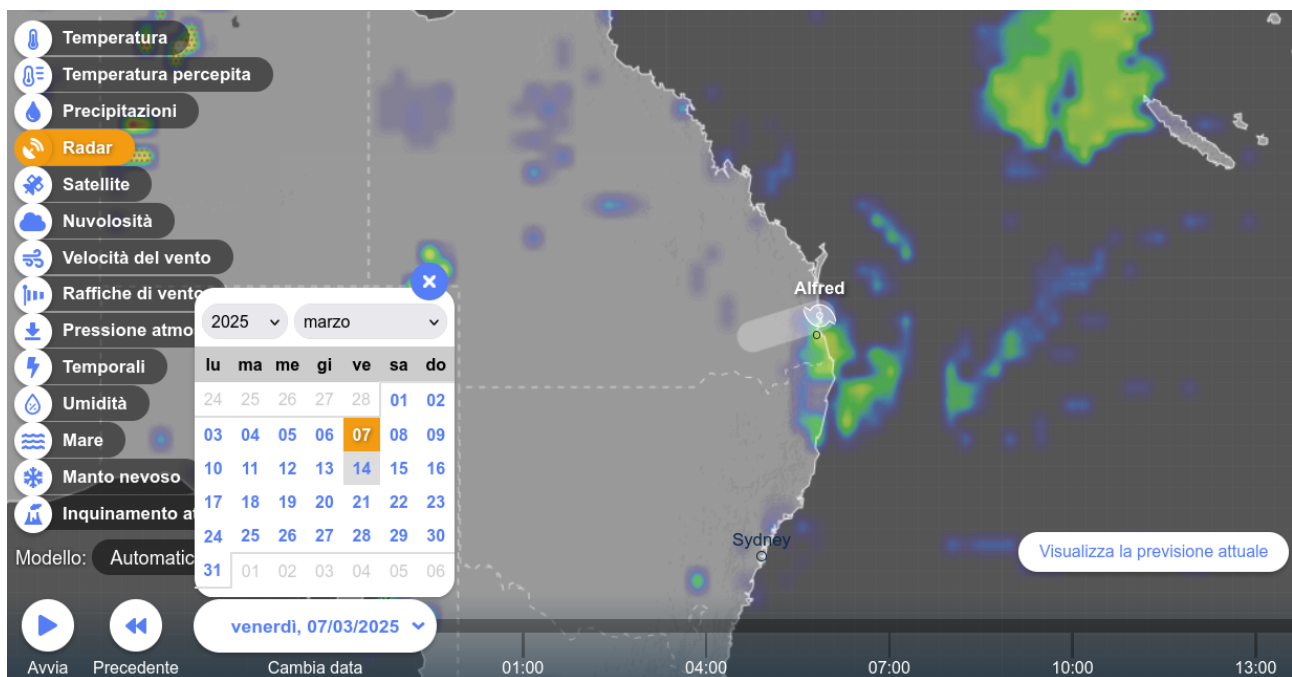 Temperatura
Temperatura percepita
Precipitazioni
Radar
Satellite
Nuvolosità
Velocità del vento
Raffiche di vento
Pressione atmo
Temporali
Umidità
Mare
Manto nevoso
Inquinamento at
Modello: Automatic
Alfred
Sydney
2025 marzo
lu ma me gi ve sa do
24 25 26 27 28 01 02
03 04 05 06 07 08 09
10 11 12 13 14 15 16
17 18 19 20 21 22 23
24 25 26 27 28 29 30
31 01 02 03 04 05 06
Visualizza la previsione attuale
venerdì, 07/03/2025
Avvia Precedente Cambia data 01:00 04:00 07:00 10:00 13:00